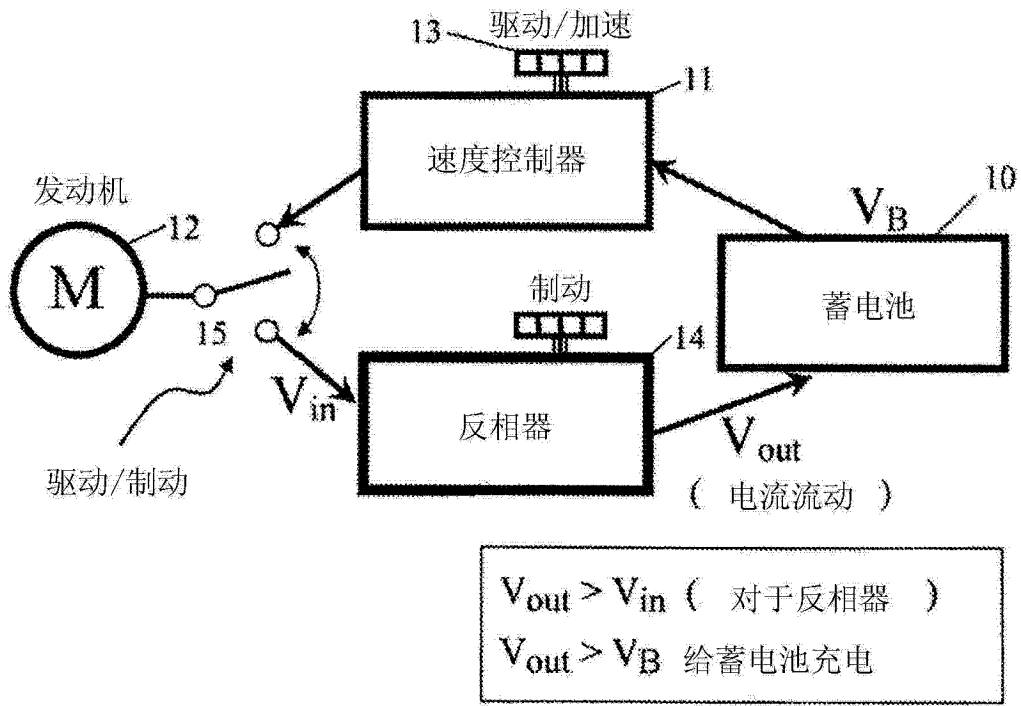 驱动/加速
13
11
速度控制器
发动机
12
M
10
V_B
蓄电池
15
制动
14
V_in
反相器
V_out
驱动/制动
( 电流流动 )
V_out > V_in ( 对于反相器 )
V_out > V_B 给蓄电池充电